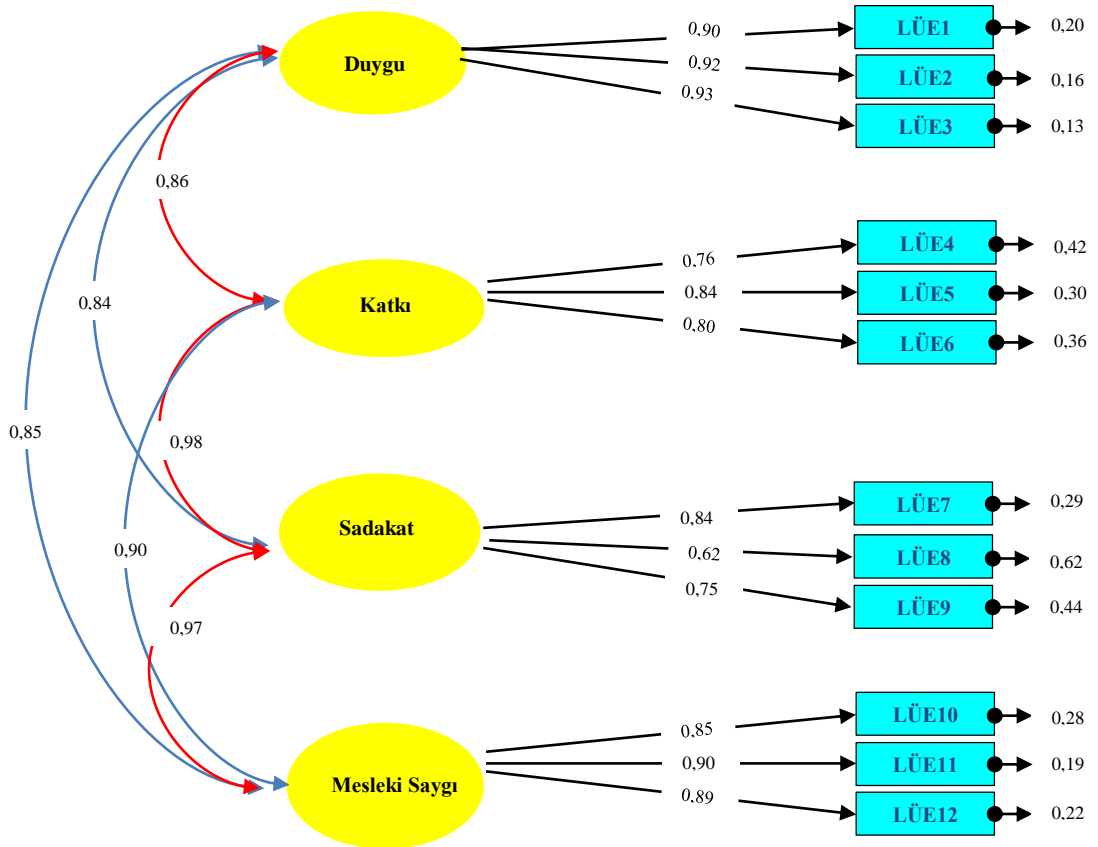 Duygu
0,90
0,92
0,93
LÜE1
0,20
LÜE2
0,16
LÜE3
0,13
0,86
Katkı
0,76
0,84
0,80
LÜE4
0,42
LÜE5
0,30
LÜE6
0,36
0,84
0,85
0,98
Sadakat
0,84
0,62
0,75
LÜE7
0,29
LÜE8
0,62
LÜE9
0,44
0,90
0,97
Mesleki Saygı
0,85
0,90
0,89
LÜE10
0,28
LÜE11
0,19
LÜE12
0,22